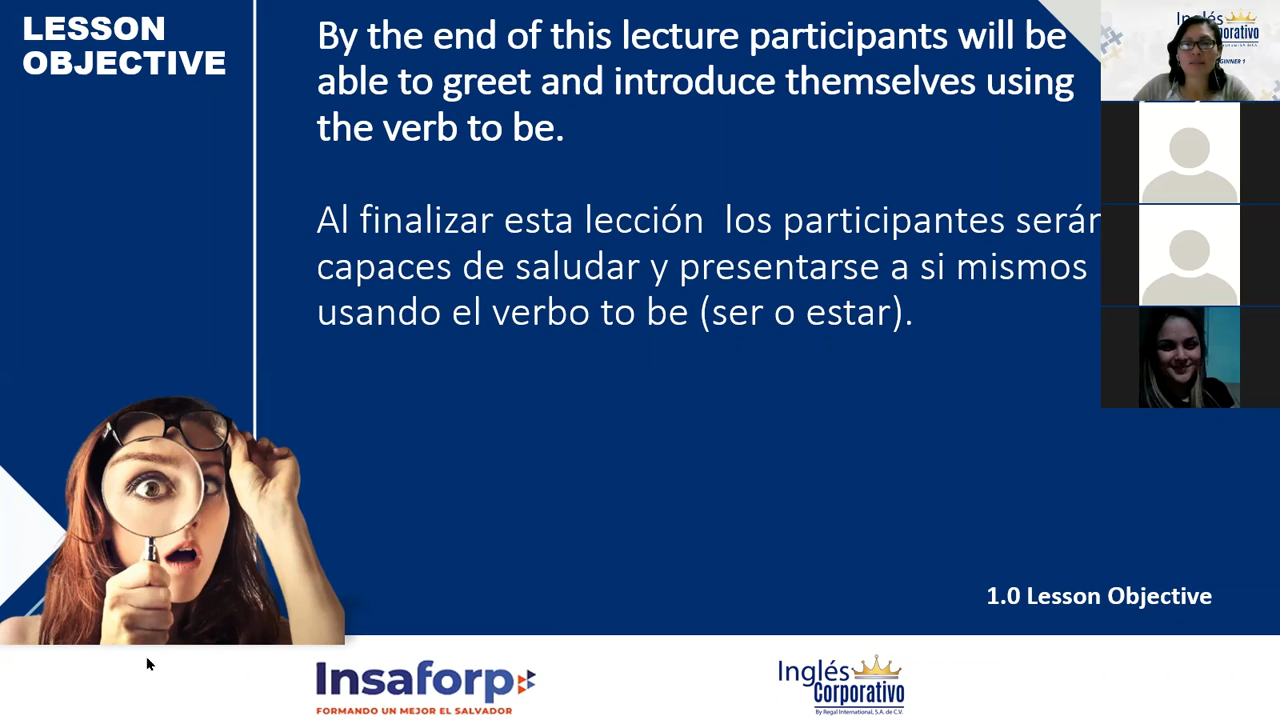 LESSON
OBJECTIVE
By the end of this lecture participants will be
able to greet and introduce themselves using
the verb to be.
Al finalizar esta lección los participantes serán
capaces de saludar y presentarse a si mismos
usando el verbo to be (ser o estar).
1.0 Lesson Objective
Insaforp
FORMANDO UN MEJOR EL SALVADOR
Inglés
Corporativo
By Regal International, S.A. de C.V.